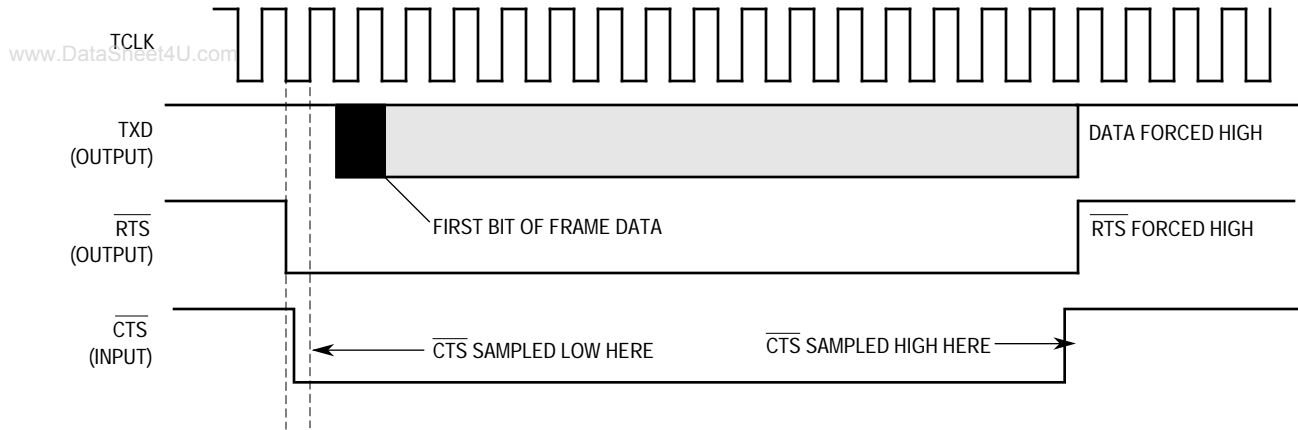 TCLK
www.DataSheet4U.com
TXD
(OUTPUT)
DATA FORCED HIGH
FIRST BIT OF FRAME DATA
RTS
(OUTPUT)
RTS FORCED HIGH
CTS
(INPUT)
CTS SAMPLED LOW HERE
CTS SAMPLED HIGH HERE